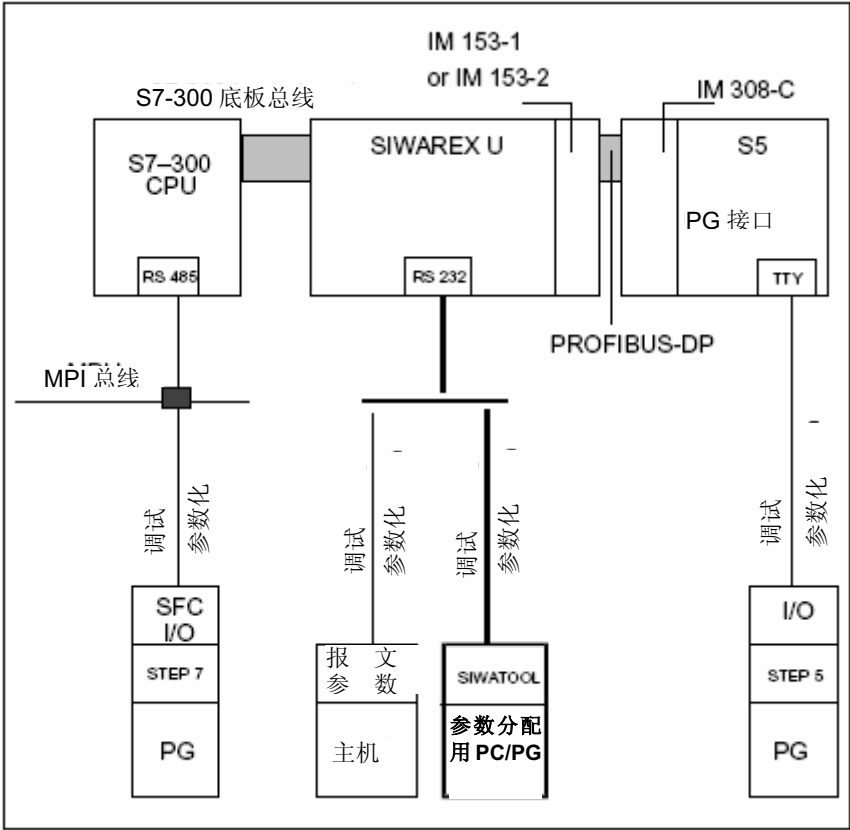 IM 153-1
or IM 153-2
S7-300 底板总线
IM 308-C
S7–300
CPU
SIWAREX U
S5
PG 接口
RS 485
RS 232
TTY
PROFIBUS-DP
MPI 总线
调试
参数化
调试
参数化
调试
参数化
调试
参数化
SFC
I/O
STEP 7
PG
报 文
参 数
主机
SIWATOOL
参数分配
用 PC/PG
I/O
STEP 5
PG